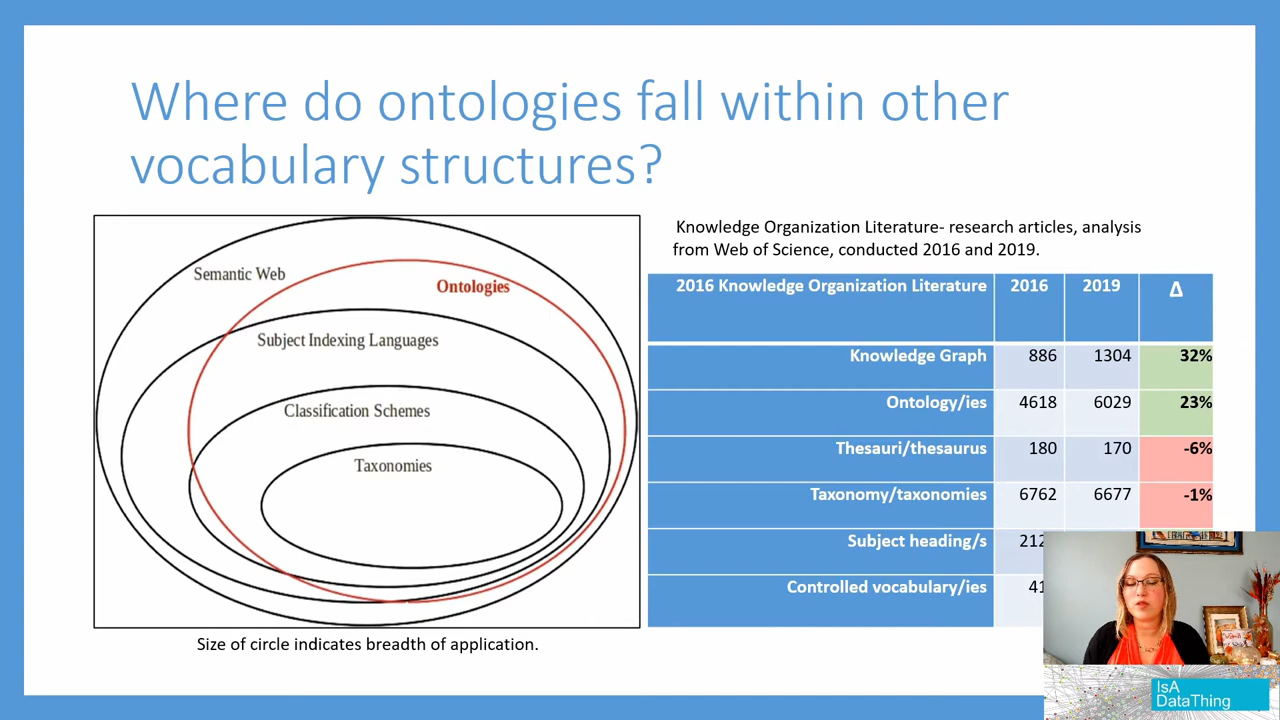 Where do ontologies fall within other
vocabulary structures?
Semantic Web
Ontologies
Subject Indexing Languages
Classification Schemes
Taxonomies
Size of circle indicates breadth of application.
Knowledge Organization Literature- research articles, analysis
from Web of Science, conducted 2016 and 2019.
2016 Knowledge Organization Literature 2016 2019 Δ
Knowledge Graph 886 1304 32%
Ontology/ies 4618 6029 23%
Thesauri/thesaurus 180 170 -6%
Taxonomy/taxonomies 6762 6677 -1%
Subject heading/s
Controlled vocabulary/ies
IsA
DataThing